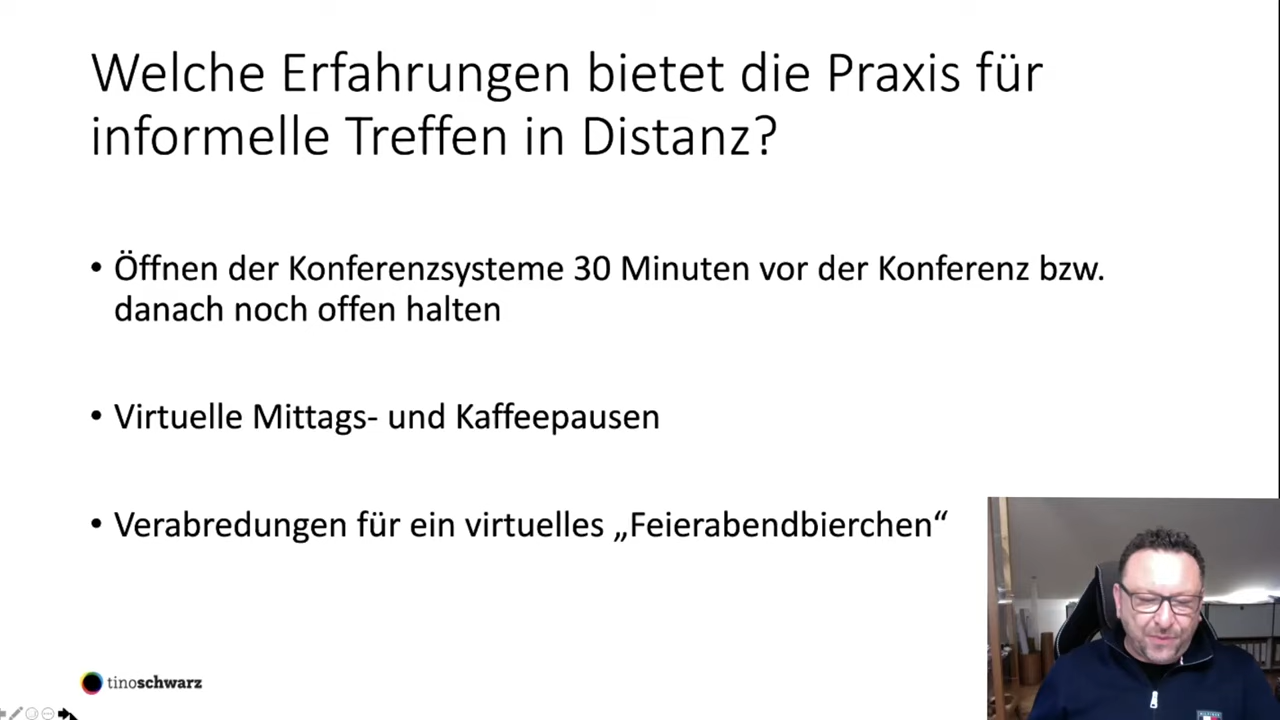 Welche Erfahrungen bietet die Praxis für
informelle Treffen in Distanz?
• Öffnen der Konferenzsysteme 30 Minuten vor der Konferenz bzw.
danach noch offen halten
• Virtuelle Mittags- und Kaffeepausen
• Verabredungen für ein virtuelles „Feierabendbierchen“
tinoschwarz